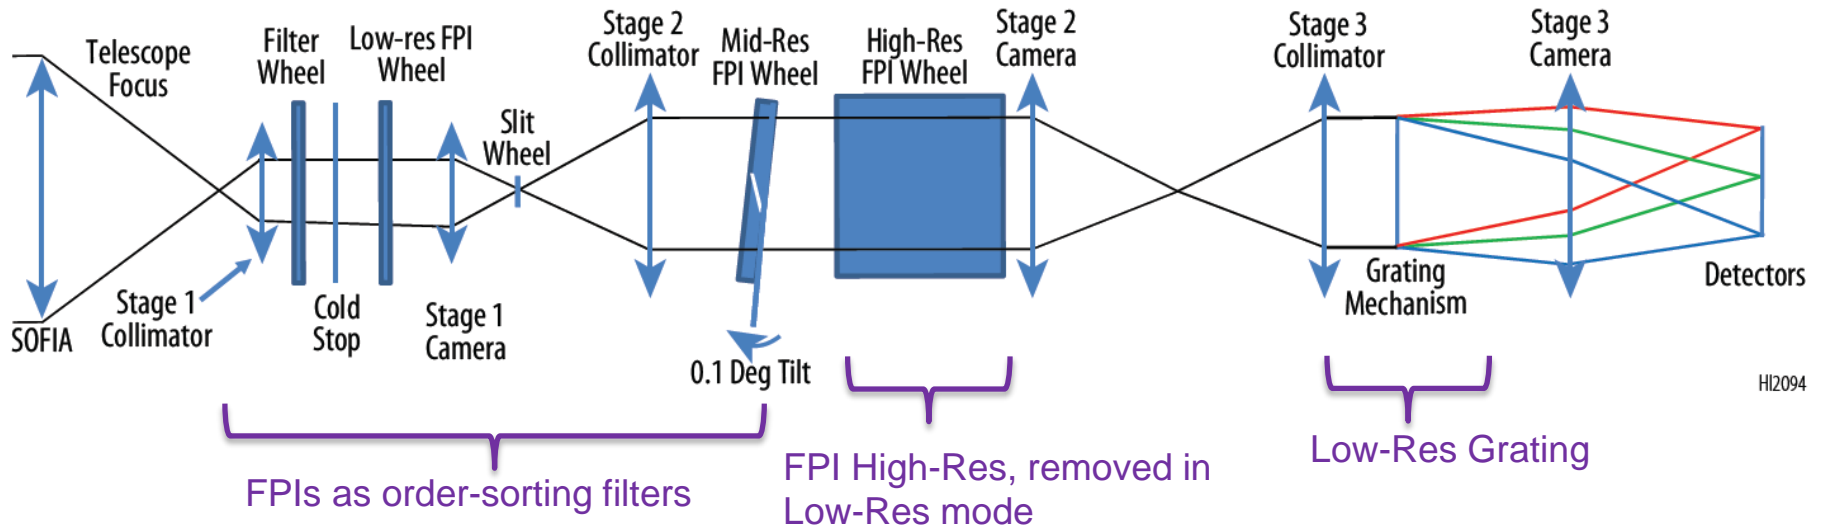 Telescope
Focus
Filter
Wheel
Low-res FPI
Wheel
Stage 2
Collimator
Mid-Res
FPI Wheel
High-Res
FPI Wheel
Stage 2
Camera
Stage 3
Collimator
Stage 3
Camera
Slit
Wheel
SOFIA
Stage 1
Collimator
Cold
Stop
Stage 1
Camera
0.1 Deg Tilt
Grating
Mechanism
Detectors
HI2094
FPIs as order-sorting filters
FPI High-Res, removed in
Low-Res mode
Low-Res Grating